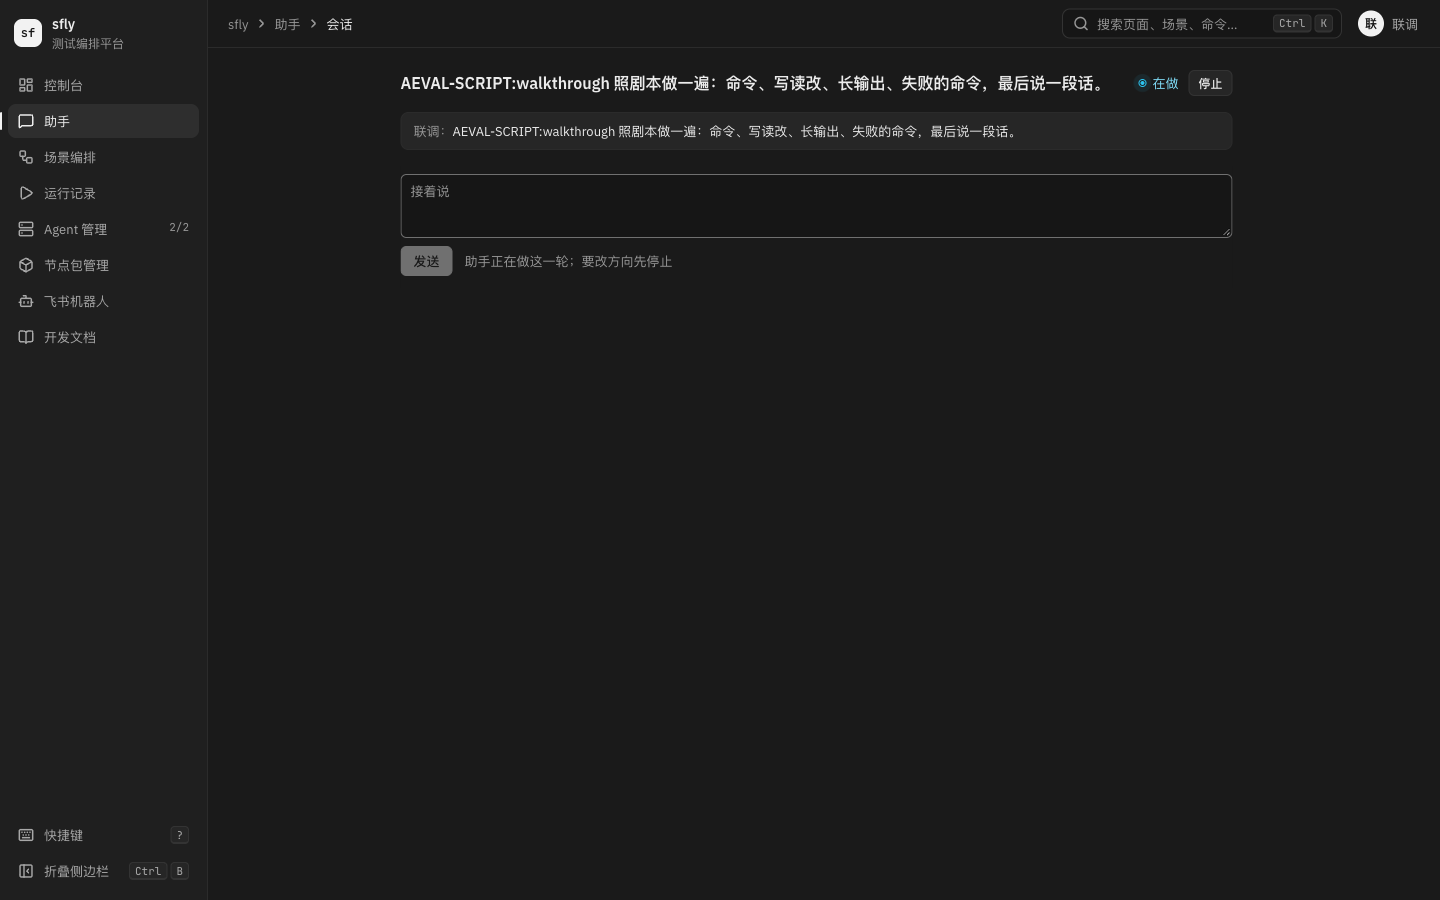 sf
sfly
测试编排平台
控制台
助手
场景编排
运行记录
Agent 管理 2/2
节点包管理
飞书机器人
开发文档
快捷键 ?
折叠侧边栏 Ctrl B
sfly > 助手 > 会话
搜索页面、场景、命令... Ctrl K
联 联调
AEVAL-SCRIPT:walkthrough 照剧本做一遍：命令、写读改、长输出、失败的命令，最后说一段话。
在做
停止
联调：AEVAL-SCRIPT:walkthrough 照剧本做一遍：命令、写读改、长输出、失败的命令，最后说一段话。
接着说
发送 助手正在做这一轮；要改方向先停止